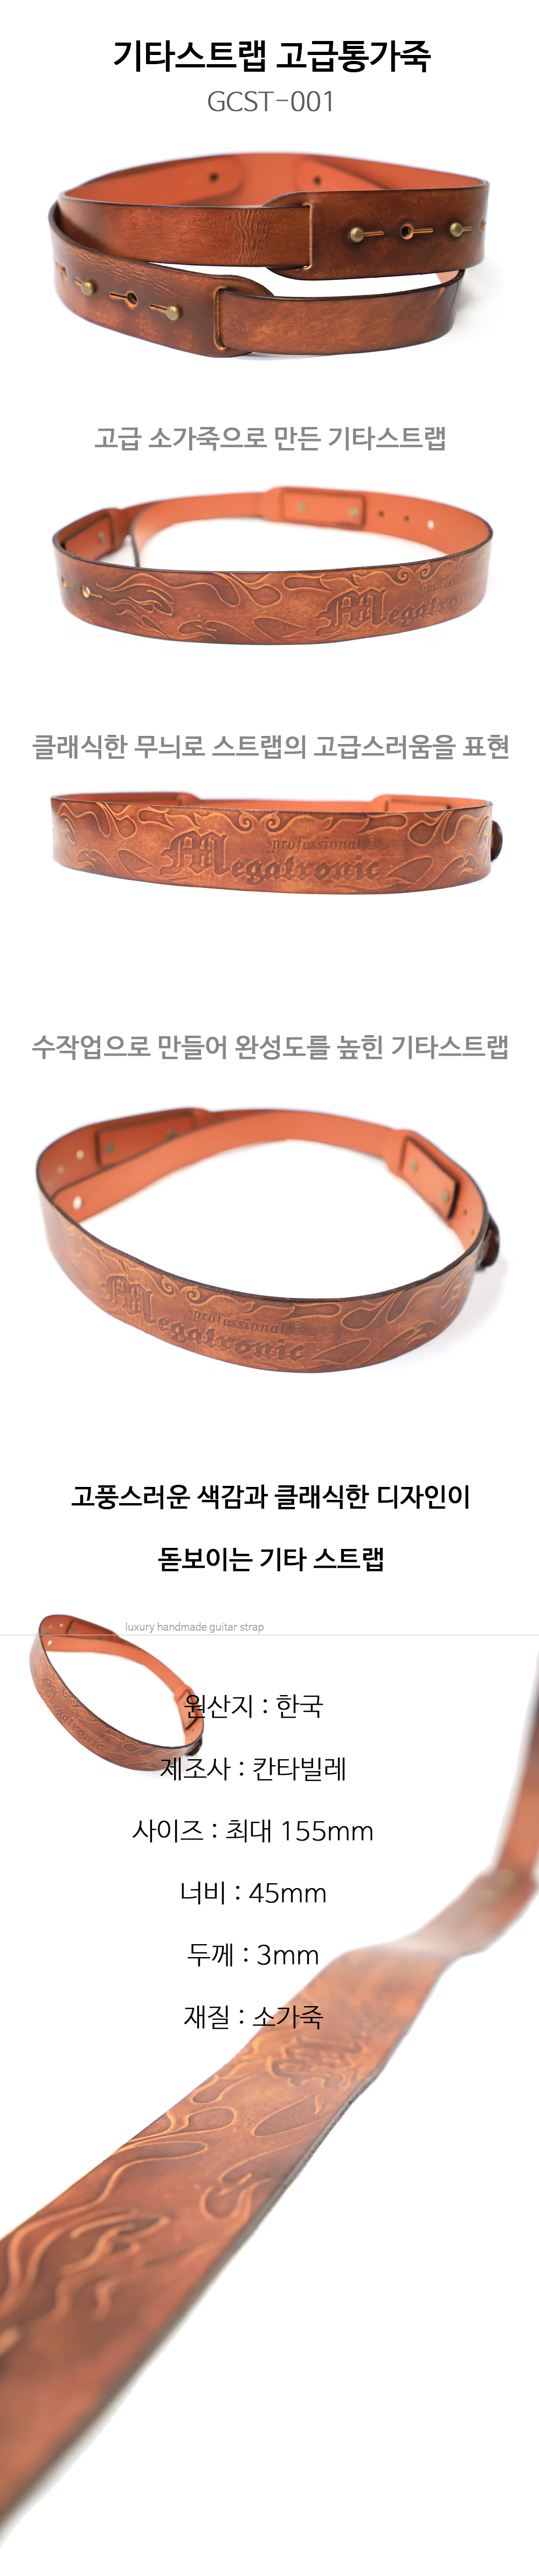 기타스트랩 고급통가죽
GCST-001
고급 소가죽으로 만든 기타스트랩
professional
Megatronic
클래식한 무늬로 스트랩의 고급스러움을 표현
professional
Megatronic
수작업으로 만들어 완성도를 높힌 기타스트랩
professional
Megatronic
고풍스러운 색감과 클래식한 디자인이
돋보이는 기타 스트랩
luxury handmade guitar strap
Megatronic
원산지 : 한국
제조사 : 칸타빌레
사이즈 : 최대 155mm
너비 : 45mm
두께 : 3mm
재질 : 소가죽